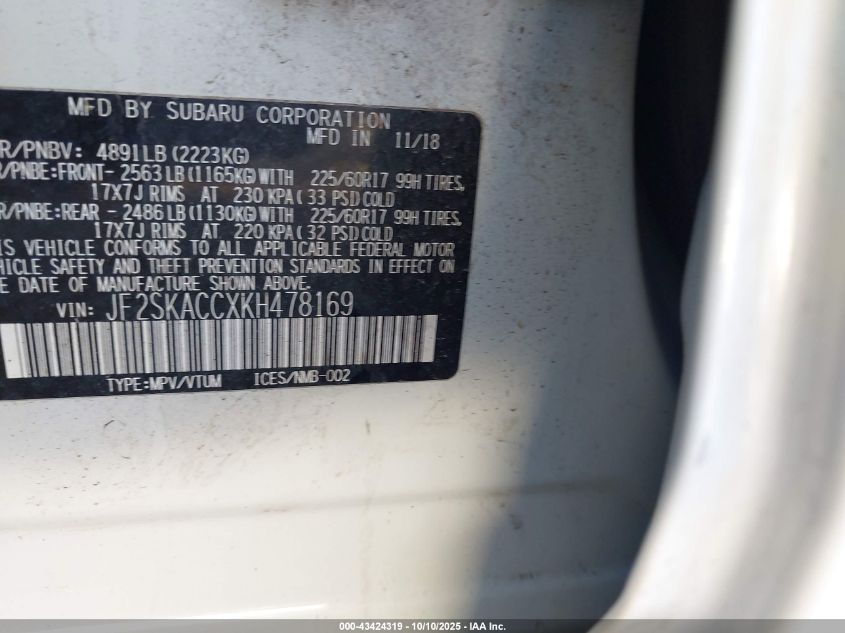 MFD BY SUBARU CORPORATION
MFD IN 11/18
R/PNBV: 4891LB(2223KG)
R/PNBE:FRONT- 2563LB(1165KG)WITH 225/60R17 99H TIRES,
17X7J RIMS AT 230 KPA( 33 PSI)COLD
R/PNBE:REAR - 2486LB(1130KG)WITH 225/60R17 99H TIRES,
17X7J RIMS AT 220 KPA( 32 PSI)COLD
IS VEHICLE CONFORMS TO ALL APPLICABLE FEDERAL MOTOR
HICLE SAFETY AND THEFT PREVENTION STANDARDS IN EFFECT ON
E DATE OF MANUFACTURE SHOWN ABOVE.
VIN: JF2SKACCXKH478169
TYPE:MPV/VTUM ICES/NMB-002
000-43424319 - 10/10/2025 - IAA Inc.